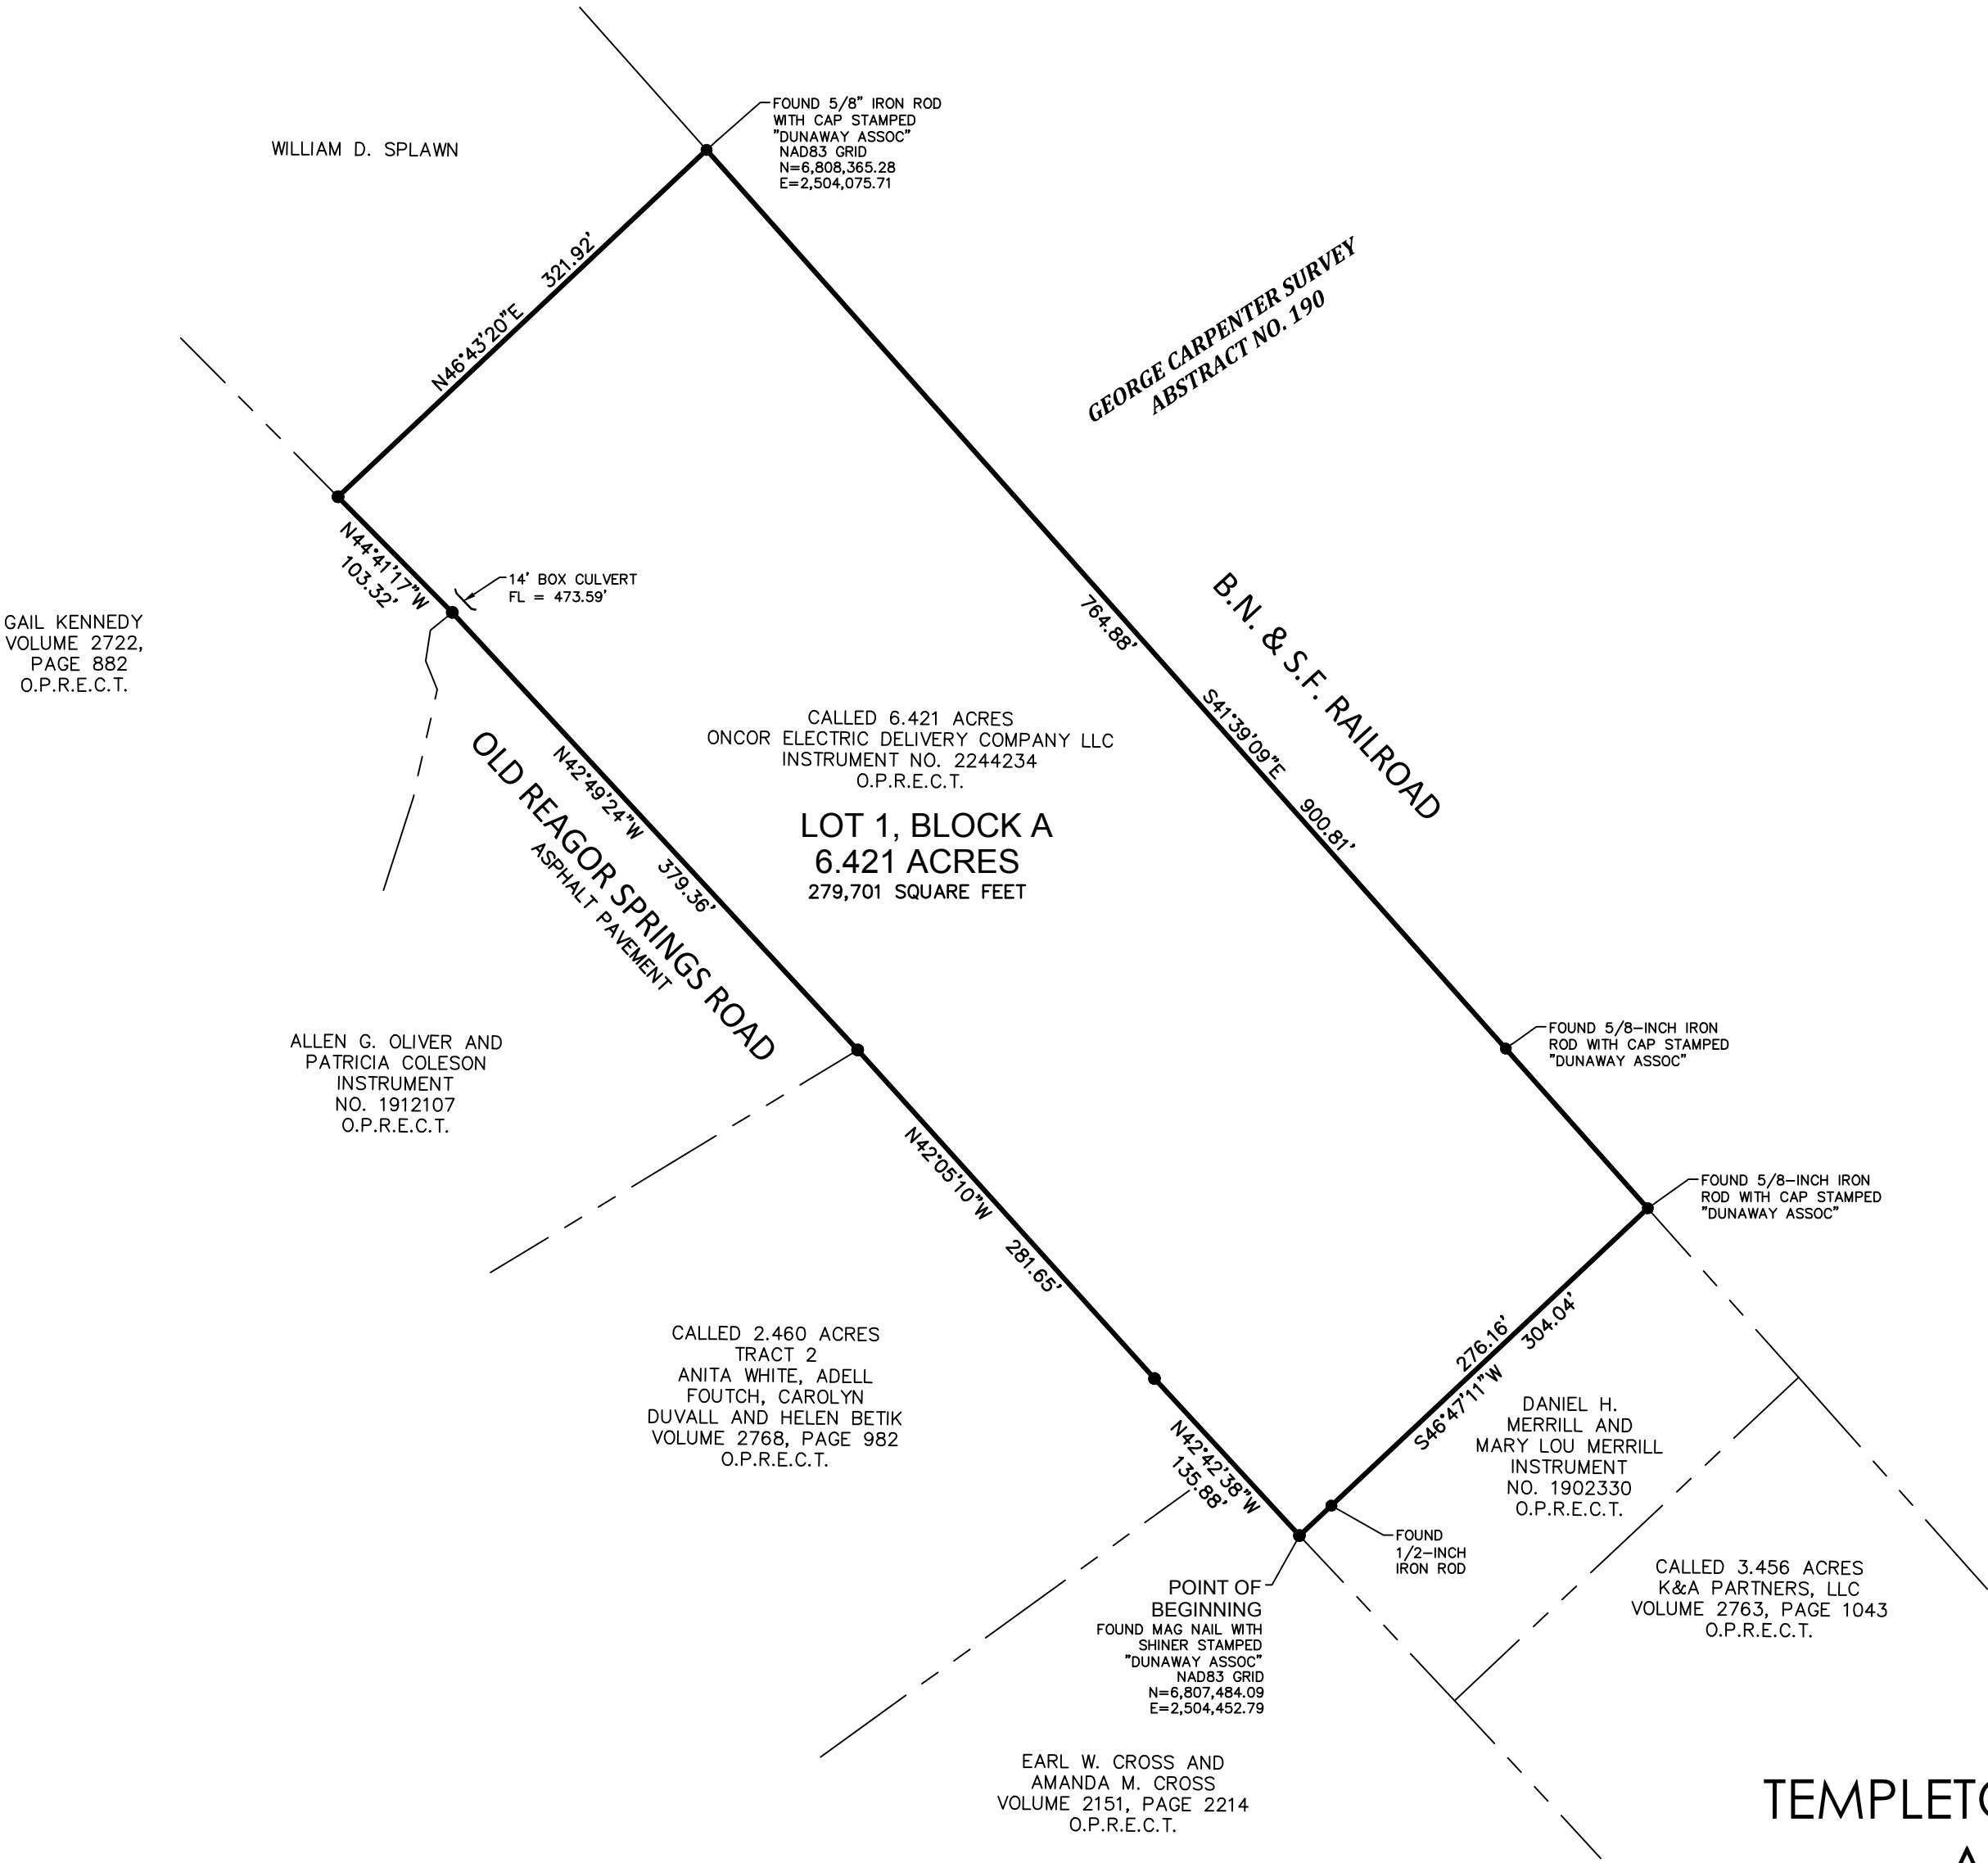 WILLIAM D. SPLAWN
FOUND 5/8" IRON ROD
WITH CAP STAMPED
"DUNAWAY ASSOC"
NAD83 GRID
N=6,808,365.28
E=2,504,075.71
N46°43'20"E 321.92'
GEORGE CARPENTER SURVEY
ABSTRACT NO. 190
N44°41'17"W
103.32'
14' BOX CULVERT
FL = 473.59'
GAIL KENNEDY
VOLUME 2722,
PAGE 882
O.P.R.E.C.T.
764.88'
S41°39'09"E 900.81'
B.N. & S.F. RAILROAD
CALLED 6.421 ACRES
ONCOR ELECTRIC DELIVERY COMPANY LLC
INSTRUMENT NO. 2244234
O.P.R.E.C.T.
LOT 1, BLOCK A
6.421 ACRES
279,701 SQUARE FEET
N42°49'24"W 379.36'
OLD REAGOR SPRINGS ROAD
ASPHALT PAVEMENT
ALLEN G. OLIVER AND
PATRICIA COLESON
INSTRUMENT
NO. 1912107
O.P.R.E.C.T.
FOUND 5/8-INCH IRON
ROD WITH CAP STAMPED
"DUNAWAY ASSOC"
N42°05'10"W 281.65'
FOUND 5/8-INCH IRON
ROD WITH CAP STAMPED
"DUNAWAY ASSOC"
276.16'
S46°47'11"W 304.04'
CALLED 2.460 ACRES
TRACT 2
ANITA WHITE, ADELL
FOUTCH, CAROLYN
DUVALL AND HELEN BETIK
VOLUME 2768, PAGE 982
O.P.R.E.C.T.
N42°42'38"W
135.88'
DANIEL H.
MERRILL AND
MARY LOU MERRILL
INSTRUMENT
NO. 1902330
O.P.R.E.C.T.
FOUND
1/2-INCH
IRON ROD
CALLED 3.456 ACRES
K&A PARTNERS, LLC
VOLUME 2763, PAGE 1043
O.P.R.E.C.T.
POINT OF
BEGINNING
FOUND MAG NAIL WITH
SHINER STAMPED
"DUNAWAY ASSOC"
NAD83 GRID
N=6,807,484.09
E=2,504,452.79
EARL W. CROSS AND
AMANDA M. CROSS
VOLUME 2151, PAGE 2214
O.P.R.E.C.T.